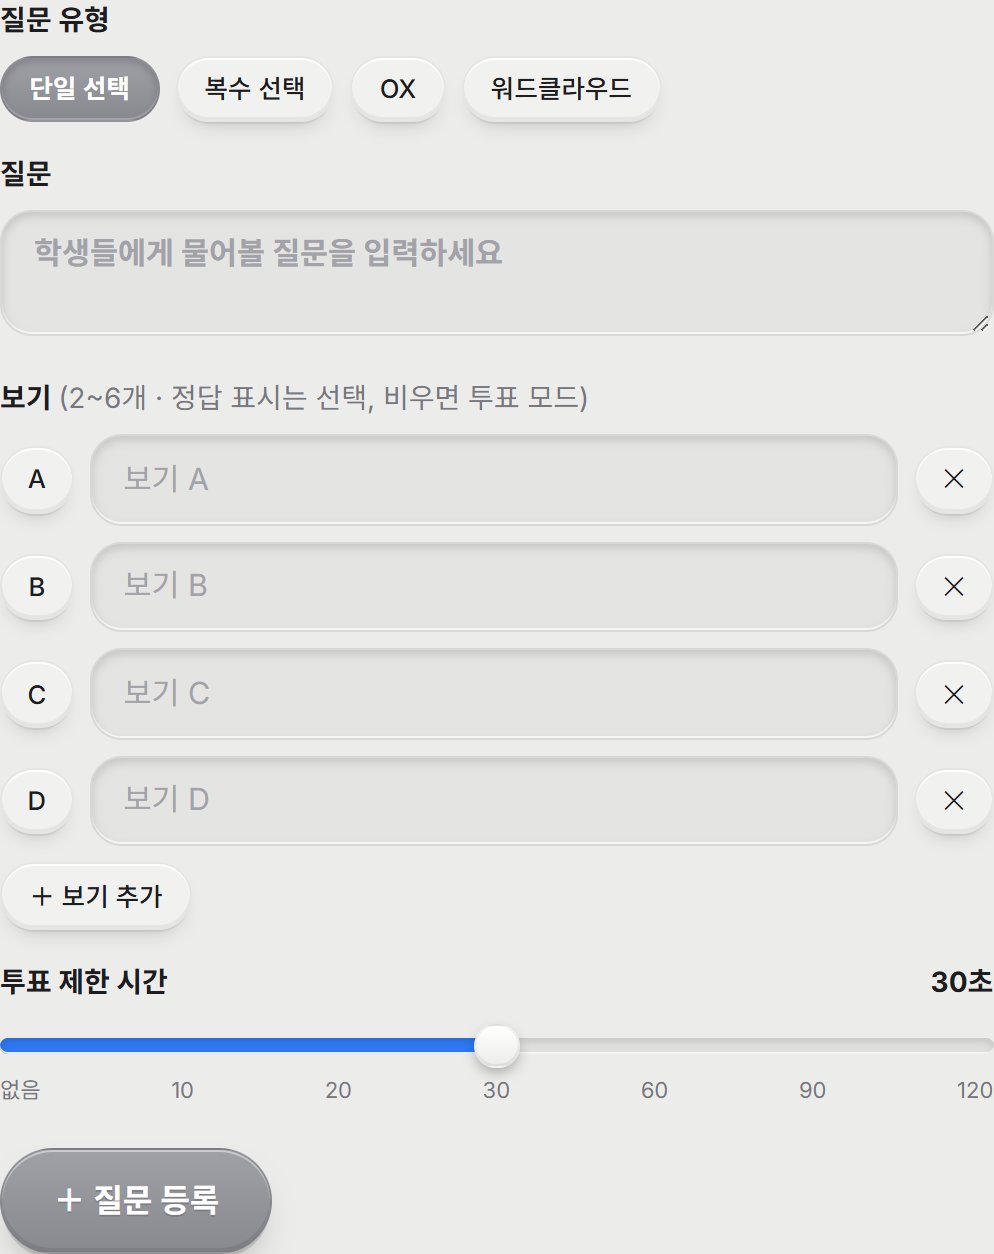 질문 유형
단일 선택 복수 선택 OX 워드클라우드
질문
학생들에게 물어볼 질문을 입력하세요
보기 (2~6개 · 정답 표시는 선택, 비우면 투표 모드)
A 보기 A ×
B 보기 B ×
C 보기 C ×
D 보기 D ×
+ 보기 추가
투표 제한 시간 30초
없음 10 20 30 60 90 120
+ 질문 등록